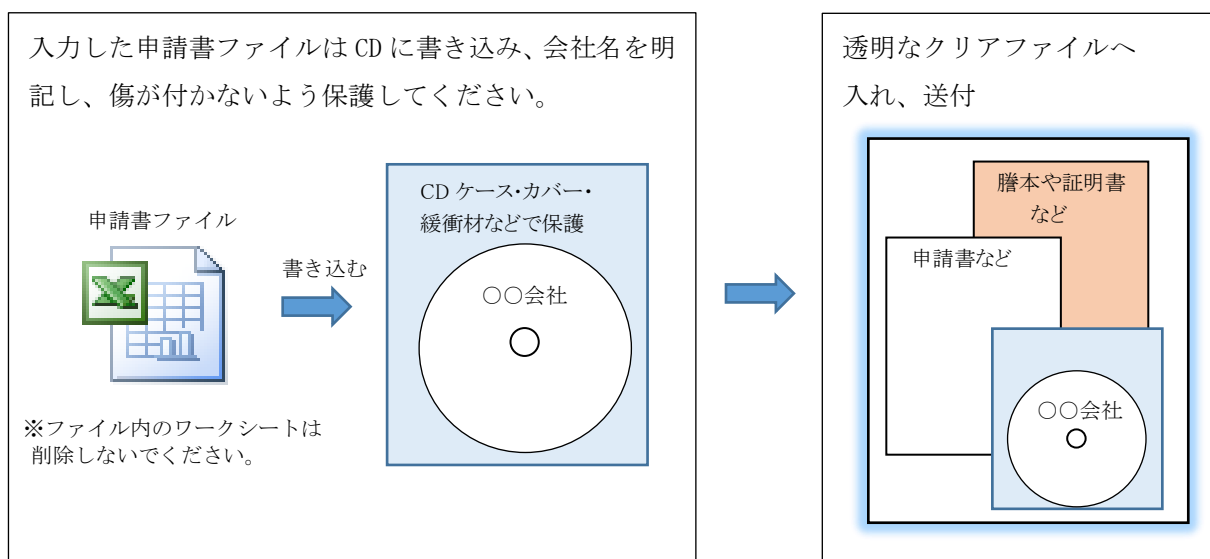 入力した申請書ファイルは CD に書き込み、会社名を明
記し、傷が付かないよう保護してください。
申請書ファイル
書き込む
CD ケース・カバー・
緩衝材などで保護
○○会社
※ファイル内のワークシートは
削除しないでください。
透明なクリアファイルへ
入れ、送付
謄本や証明書
など
申請書など
○○会社